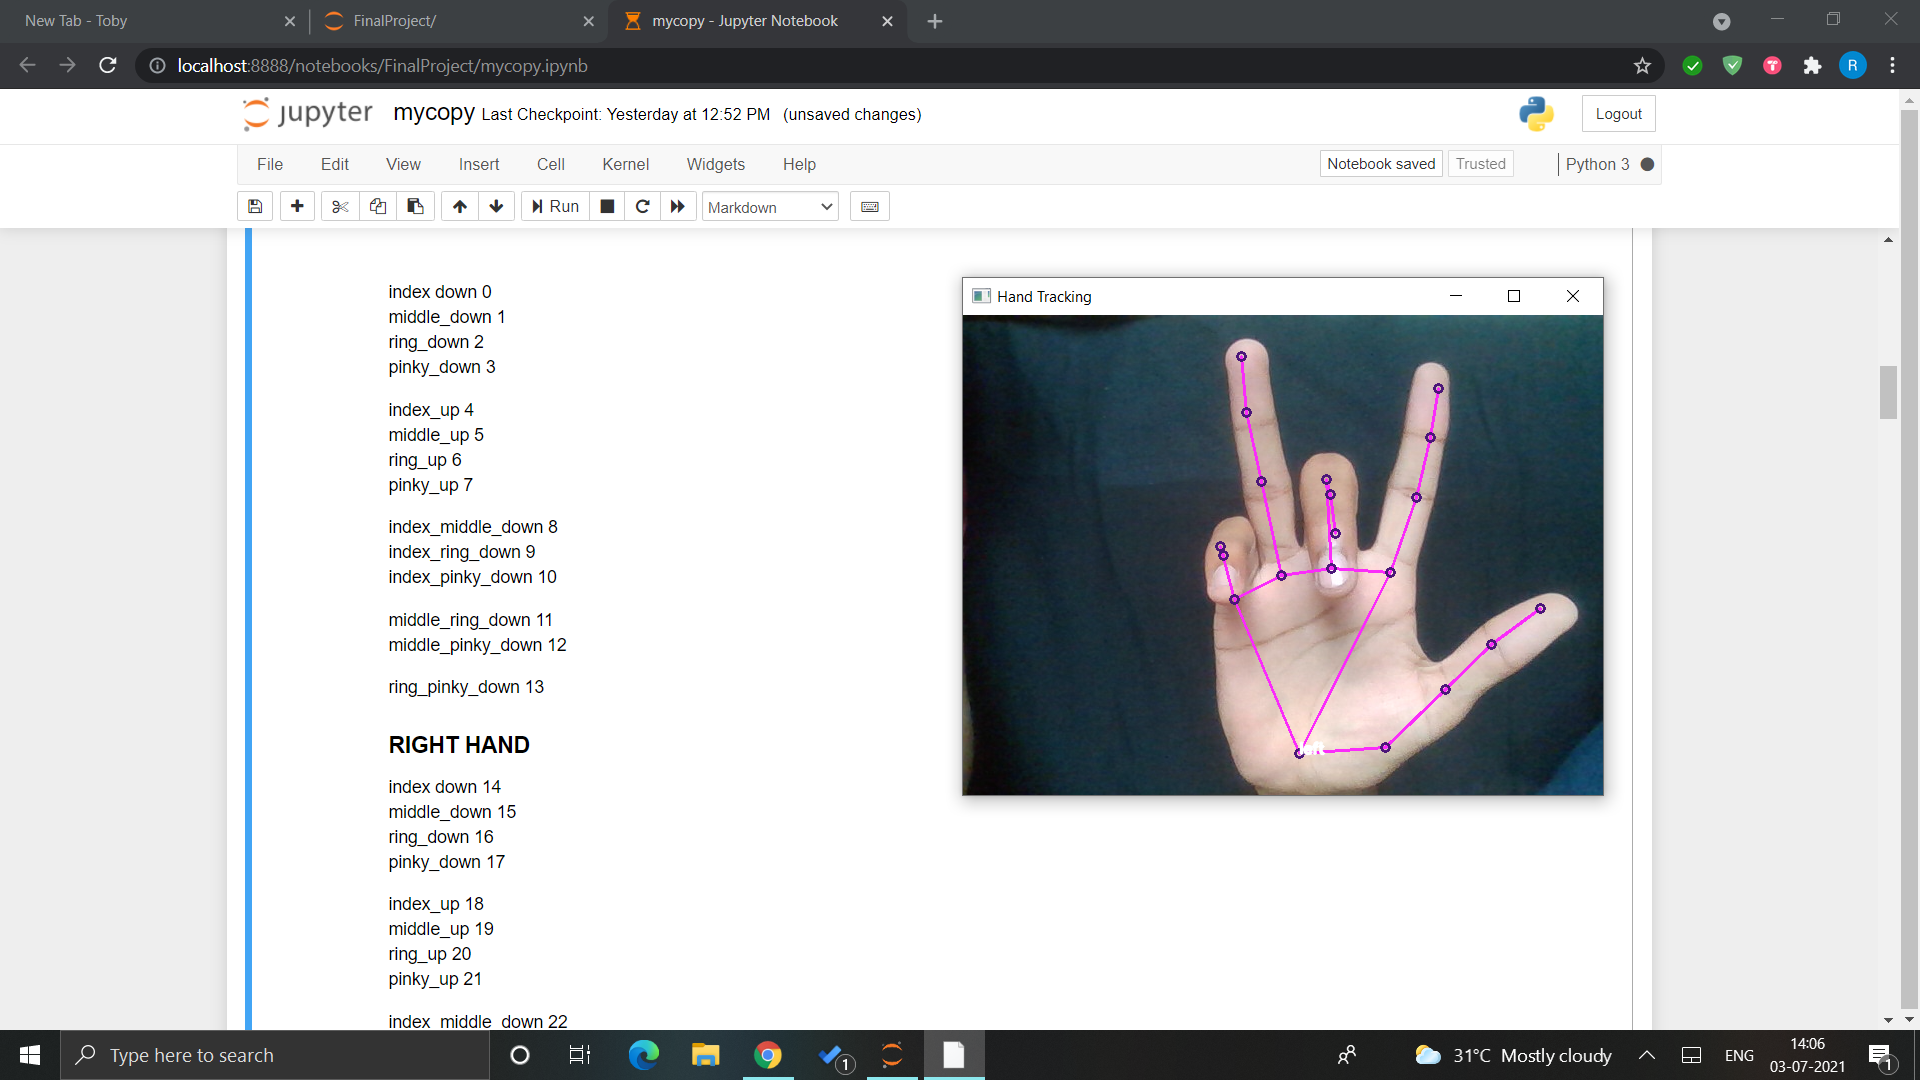 New Tab - Toby
FinalProject/
mycopy - Jupyter Notebook
localhost:8888/notebooks/FinalProject/mycopy.ipynb
R
jupyter
mycopy Last Checkpoint: Yesterday at 12:52 PM (unsaved changes)
Logout
File Edit View Insert Cell Kernel Widgets Help
Notebook saved
Trusted
Python 3
Run
Markdown
index down 0
middle_down 1
ring_down 2
pinky_down 3
index_up 4
middle_up 5
ring_up 6
pinky_up 7
index_middle_down 8
index_ring_down 9
index_pinky_down 10
middle_ring_down 11
middle_pinky_down 12
ring_pinky_down 13
RIGHT HAND
index down 14
middle_down 15
ring_down 16
pinky_down 17
index_up 18
middle_up 19
ring_up 20
pinky_up 21
index_middle_down 22
Hand Tracking
Type here to search
1
31°C Mostly cloudy
ENG
14:06
03-07-2021
1